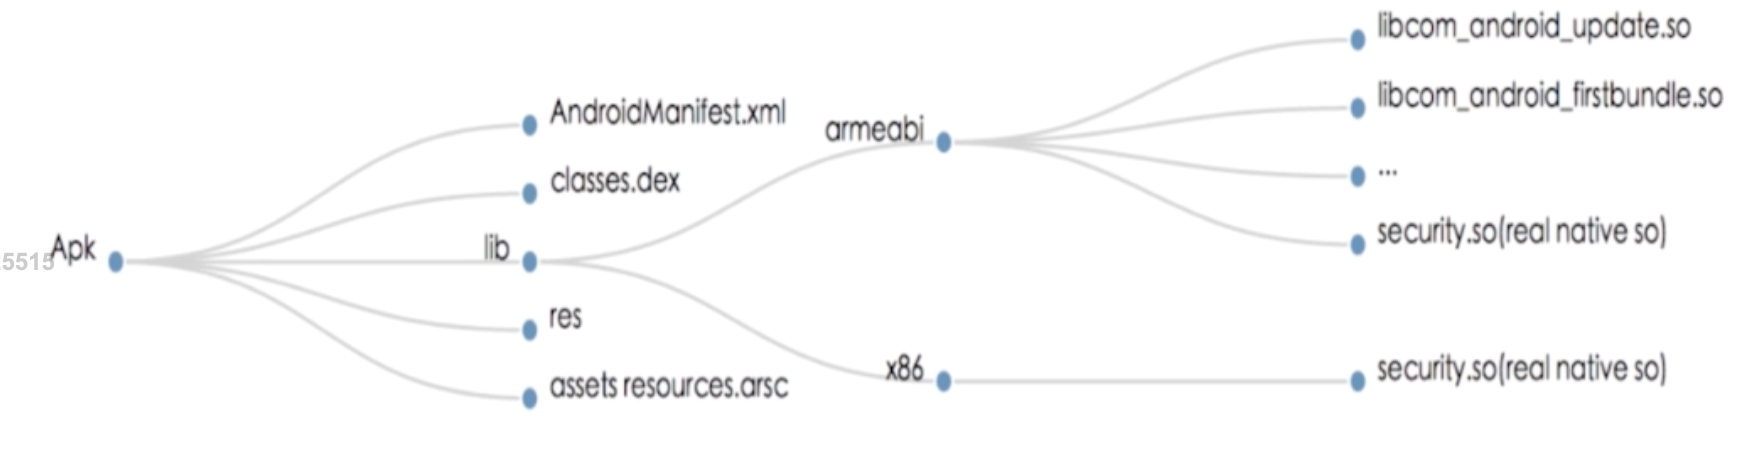 libcom_android_update.so
libcom_android_firstbundle.so
AndroidManifest.xml
armeabi
...
classes.dex
security.so(real native so)
Apk
5515
lib
res
x86
security.so(real native so)
assets resources.arsc